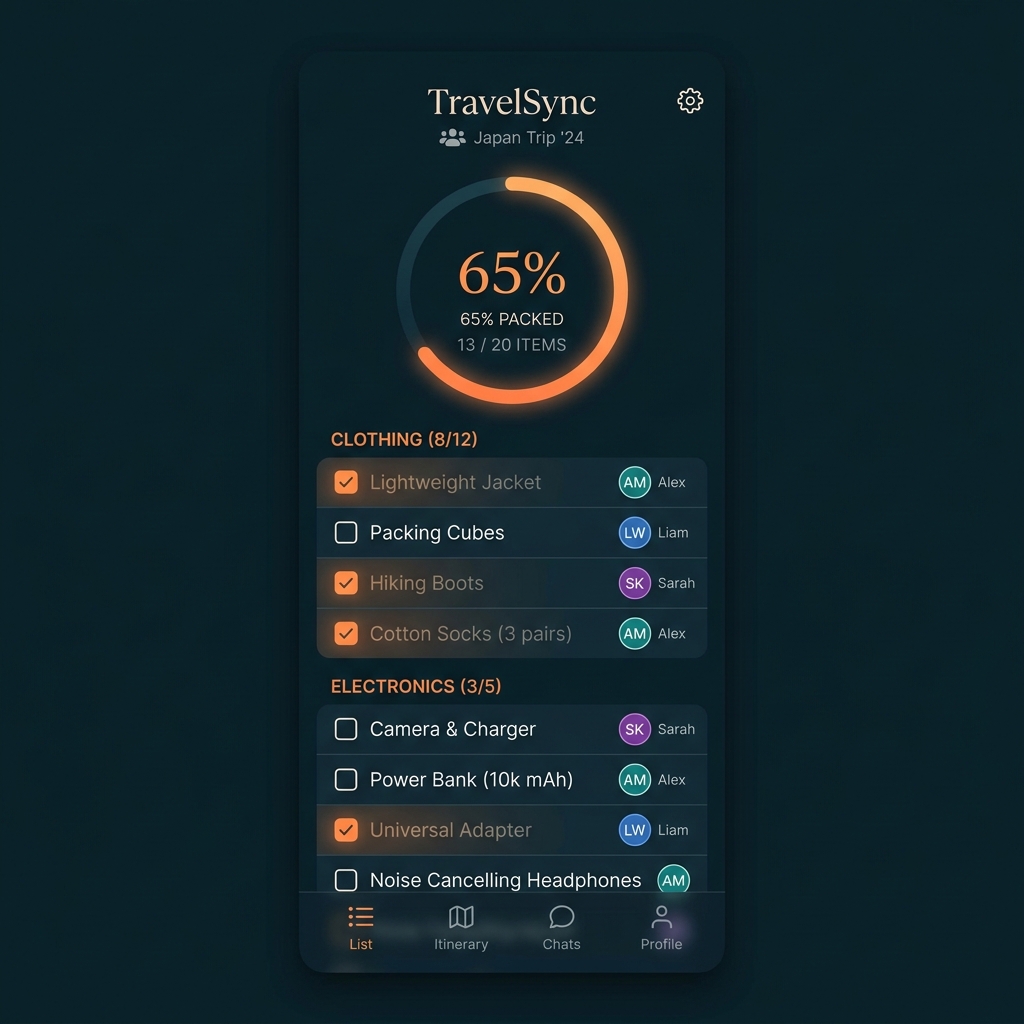 TravelSync
Japan Trip '24
65%
65% PACKED
13 / 20 ITEMS
CLOTHING (8/12)
Lightweight Jacket AM Alex
Packing Cubes LW Liam
Hiking Boots SK Sarah
Cotton Socks (3 pairs) AM Alex
ELECTRONICS (3/5)
Camera & Charger SK Sarah
Power Bank (10k mAh) AM Alex
Universal Adapter LW Liam
Noise Cancelling Headphones AM
List Itinerary Chats Profile